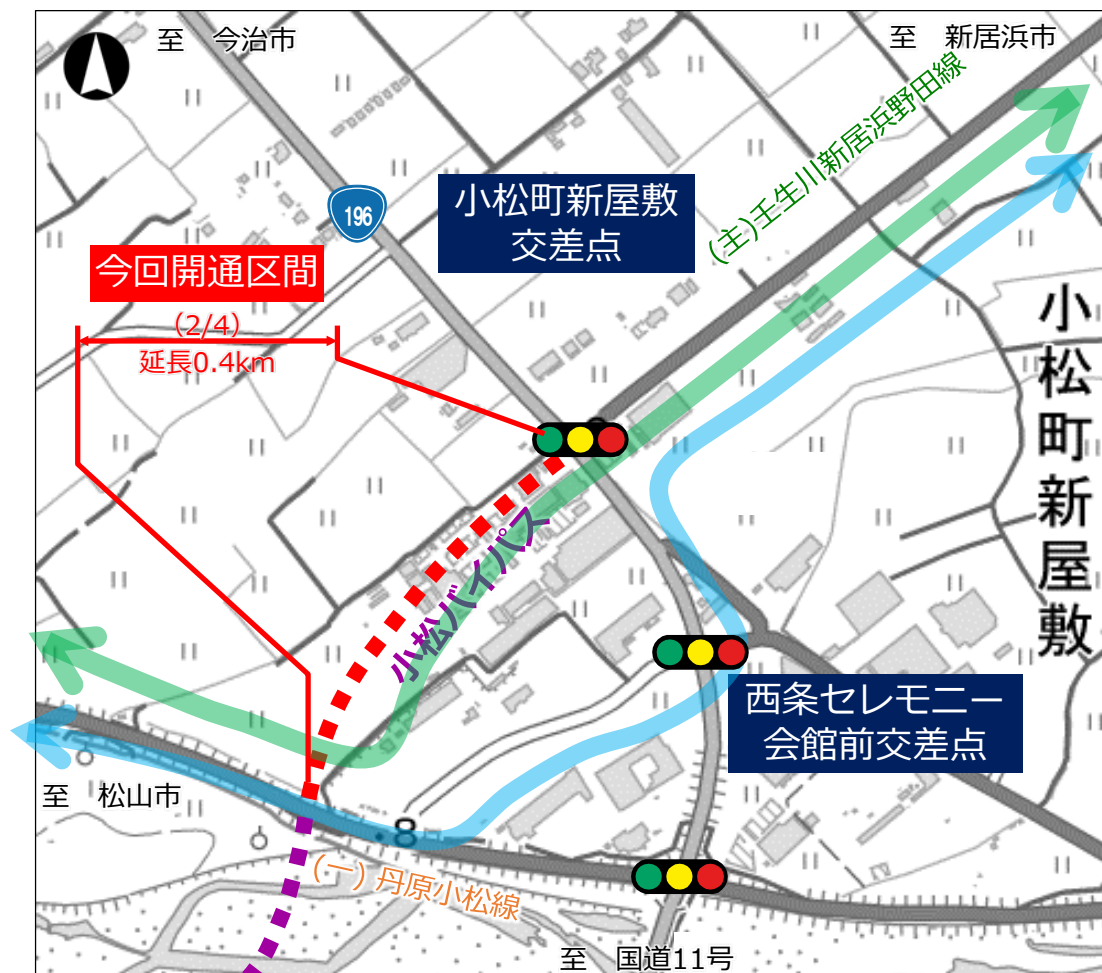 至 今治市
至 新居浜市
(主)壬生川新居浜野田線
196
小松町新屋敷
交差点
今回開通区間
(2/4)
延長0.4km
小松町新屋敷
小松バイパス
西条セレモニー
会館前交差点
至 松山市
8
(一)丹原小松線
至 国道11号